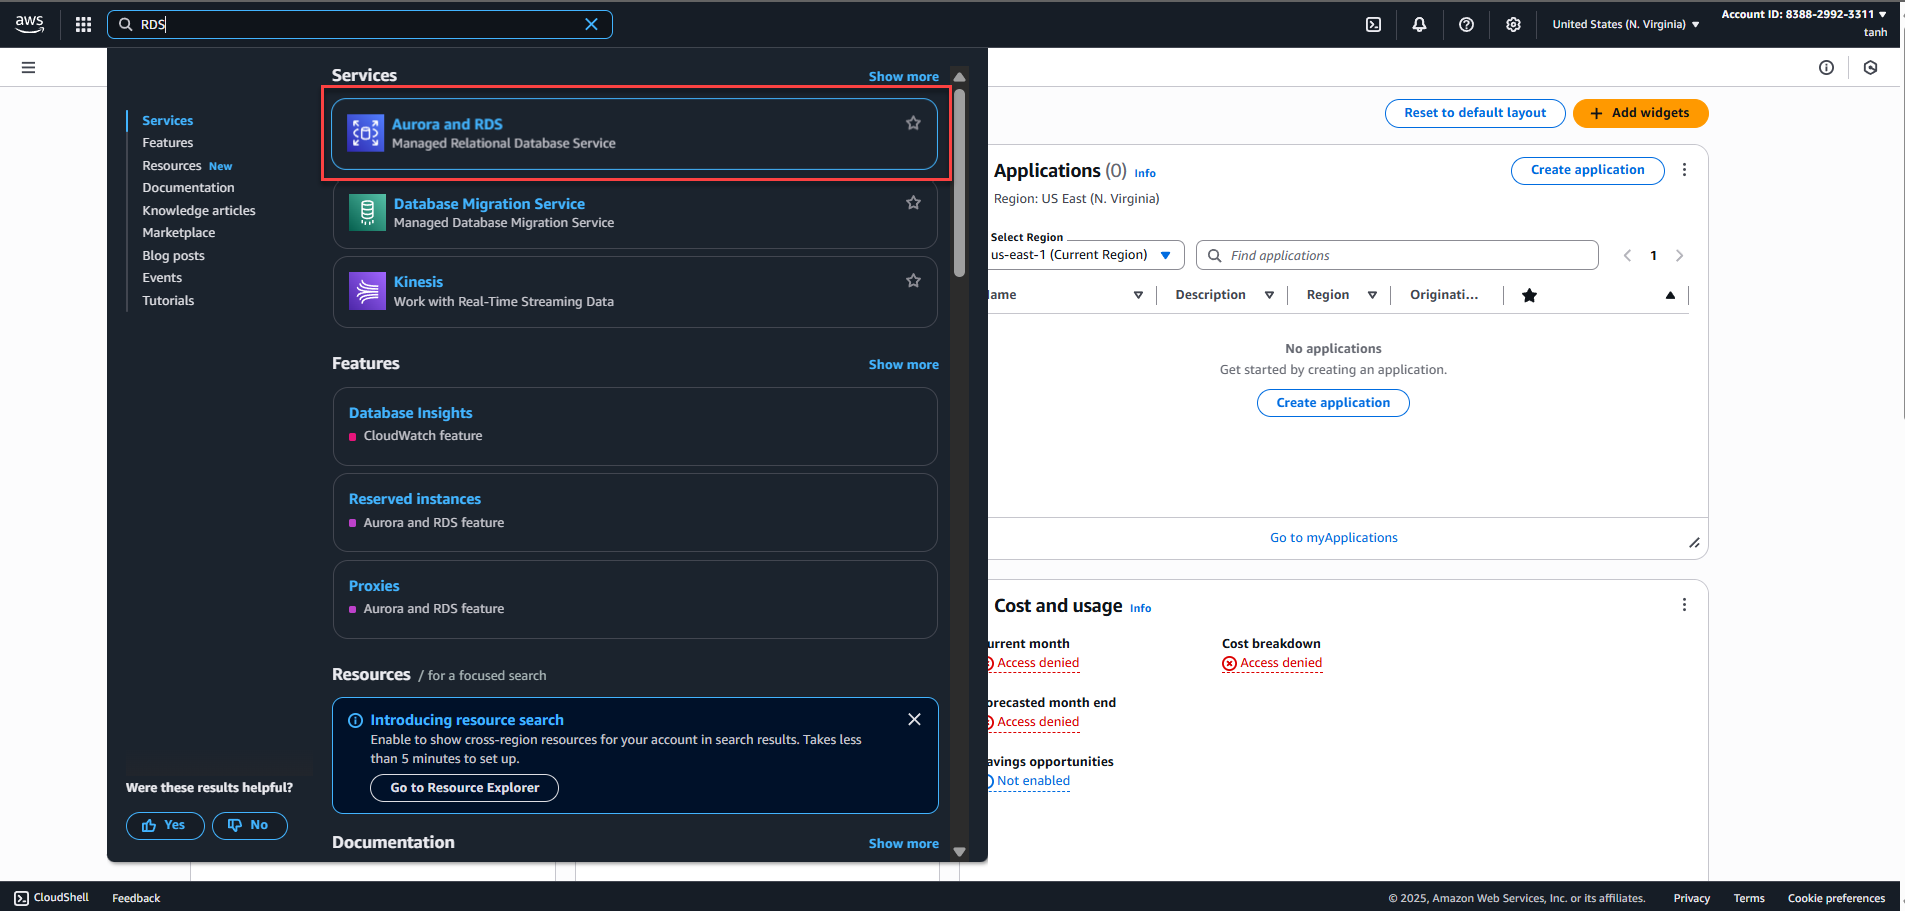 aws
RDS
United States (N. Virginia)
Account ID: 8388-2992-3311
tanh
Services
Features
Resources New
Documentation
Knowledge articles
Marketplace
Blog posts
Events
Tutorials
Were these results helpful?
Yes
No
Services
Show more
Aurora and RDS
Managed Relational Database Service
Database Migration Service
Managed Database Migration Service
Kinesis
Work with Real-Time Streaming Data
Features
Show more
Database Insights
CloudWatch feature
Reserved instances
Aurora and RDS feature
Proxies
Aurora and RDS feature
Resources / for a focused search
Introducing resource search
Enable to show cross-region resources for your account in search results. Takes less
than 5 minutes to set up.
Go to Resource Explorer
Documentation
Show more
Reset to default layout
Add widgets
Applications (0) Info
Create application
Region: US East (N. Virginia)
Select Region
us-east-1 (Current Region)
Find applications
1
ame
Description
Region
Originati...
No applications
Get started by creating an application.
Create application
Go to myApplications
Cost and usage Info
urrent month
Access denied
Cost breakdown
Access denied
orecasted month end
Access denied
avings opportunities
Not enabled
CloudShell
Feedback
© 2025, Amazon Web Services, Inc. or its affiliates.
Privacy
Terms
Cookie preferences